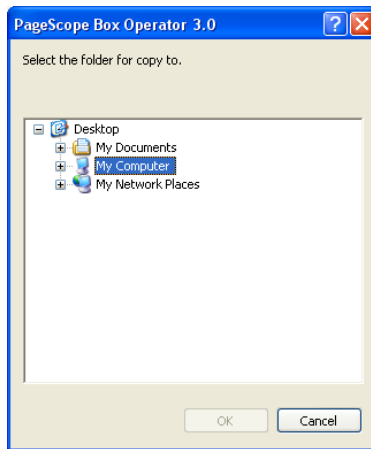 PageScope Box Operator 3.0
Select the folder for copy to.
Desktop
My Documents
My Computer
My Network Places
OK
Cancel